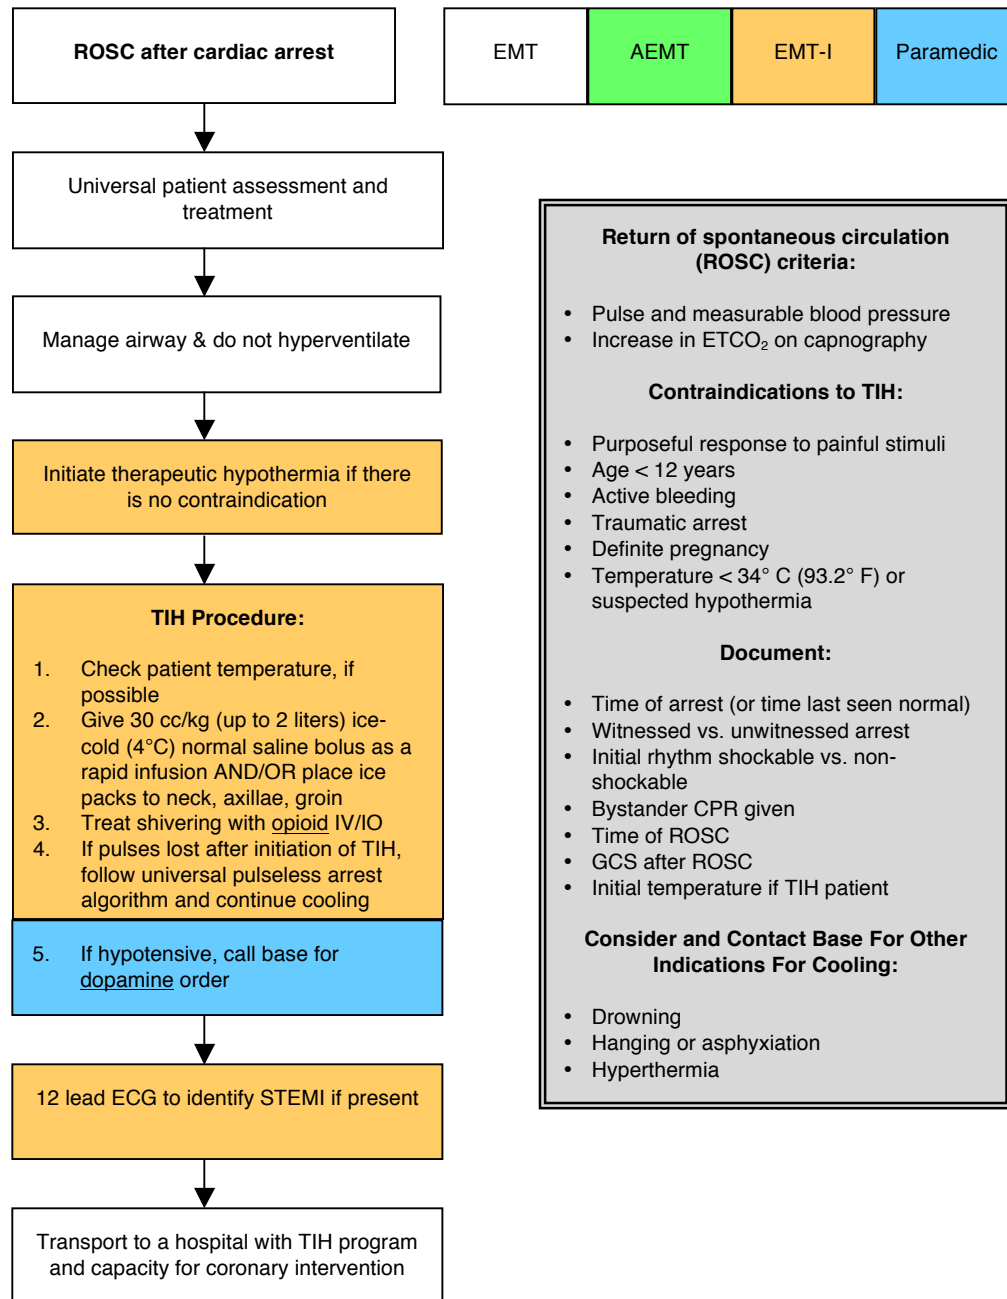 ROSC after cardiac arrest
EMT
AEMT
EMT-I
Paramedic
Universal patient assessment and
treatment
Manage airway & do not hyperventilate
Initiate therapeutic hypothermia if there
is no contraindication
TIH Procedure:
1. Check patient temperature, if
possible
2. Give 30 cc/kg (up to 2 liters) ice-
cold (4°C) normal saline bolus as a
rapid infusion AND/OR place ice
packs to neck, axillae, groin
3. Treat shivering with opioid IV/IO
4. If pulses lost after initiation of TIH,
follow universal pulseless arrest
algorithm and continue cooling
5. If hypotensive, call base for
dopamine order
12 lead ECG to identify STEMI if present
Transport to a hospital with TIH program
and capacity for coronary intervention
Return of spontaneous circulation
(ROSC) criteria:
• Pulse and measurable blood pressure
• Increase in ETCO₂ on capnography
Contraindications to TIH:
• Purposeful response to painful stimuli
• Age < 12 years
• Active bleeding
• Traumatic arrest
• Definite pregnancy
• Temperature < 34° C (93.2° F) or
suspected hypothermia
Document:
• Time of arrest (or time last seen normal)
• Witnessed vs. unwitnessed arrest
• Initial rhythm shockable vs. non-
shockable
• Bystander CPR given
• Time of ROSC
• GCS after ROSC
• Initial temperature if TIH patient
Consider and Contact Base For Other
Indications For Cooling:
• Drowning
• Hanging or asphyxiation
• Hyperthermia